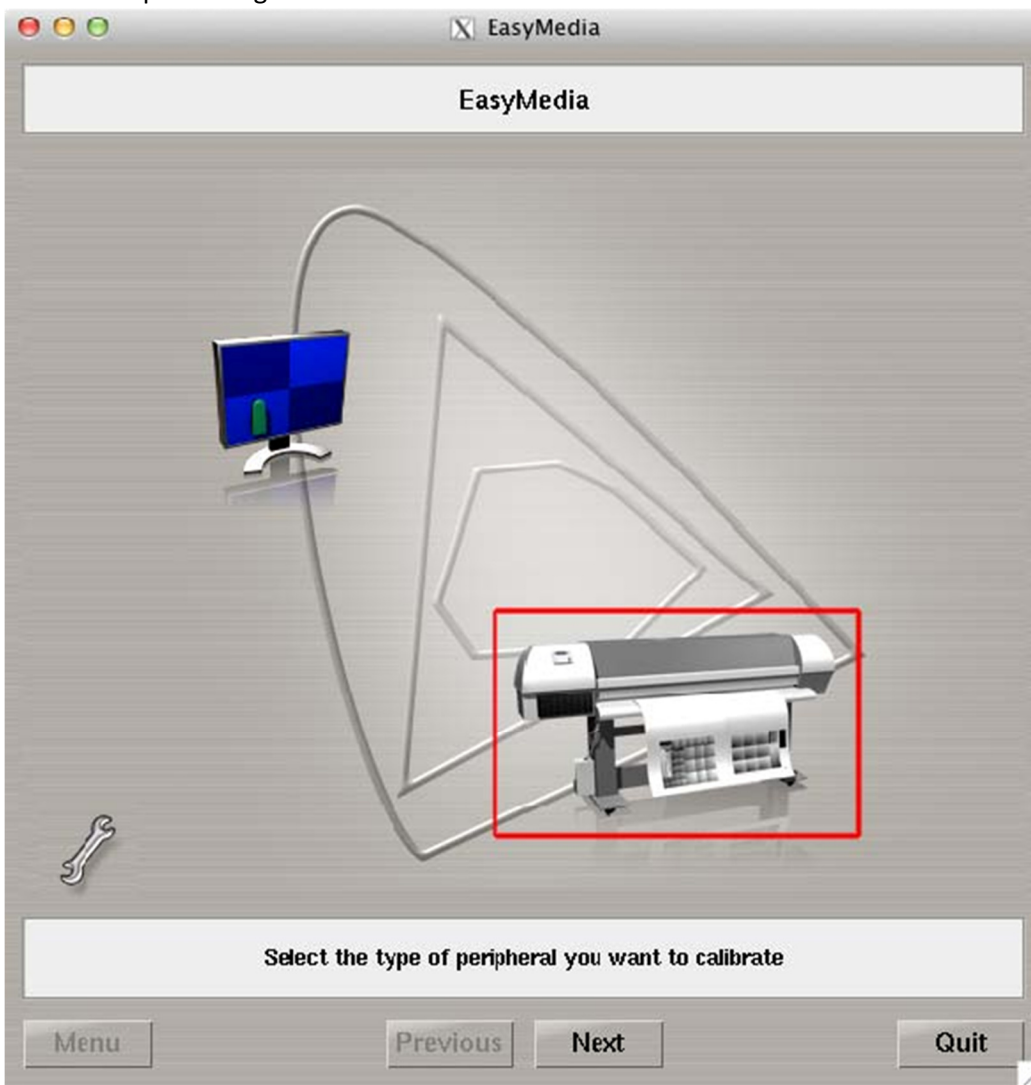 EasyMedia
EasyMedia
Select the type of peripheral you want to calibrate
Menu Previous Next Quit